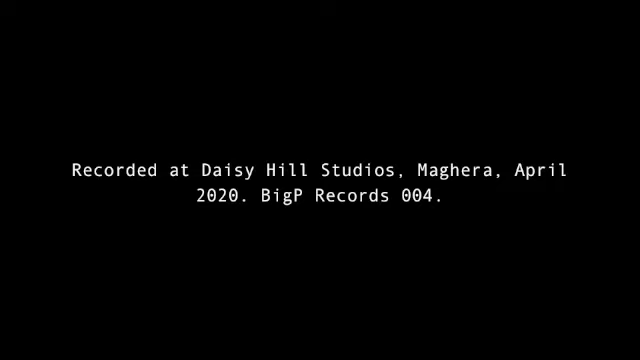 Recorded at Daisy Hill Studios, Maghera, April
2020. BigP Records 004.